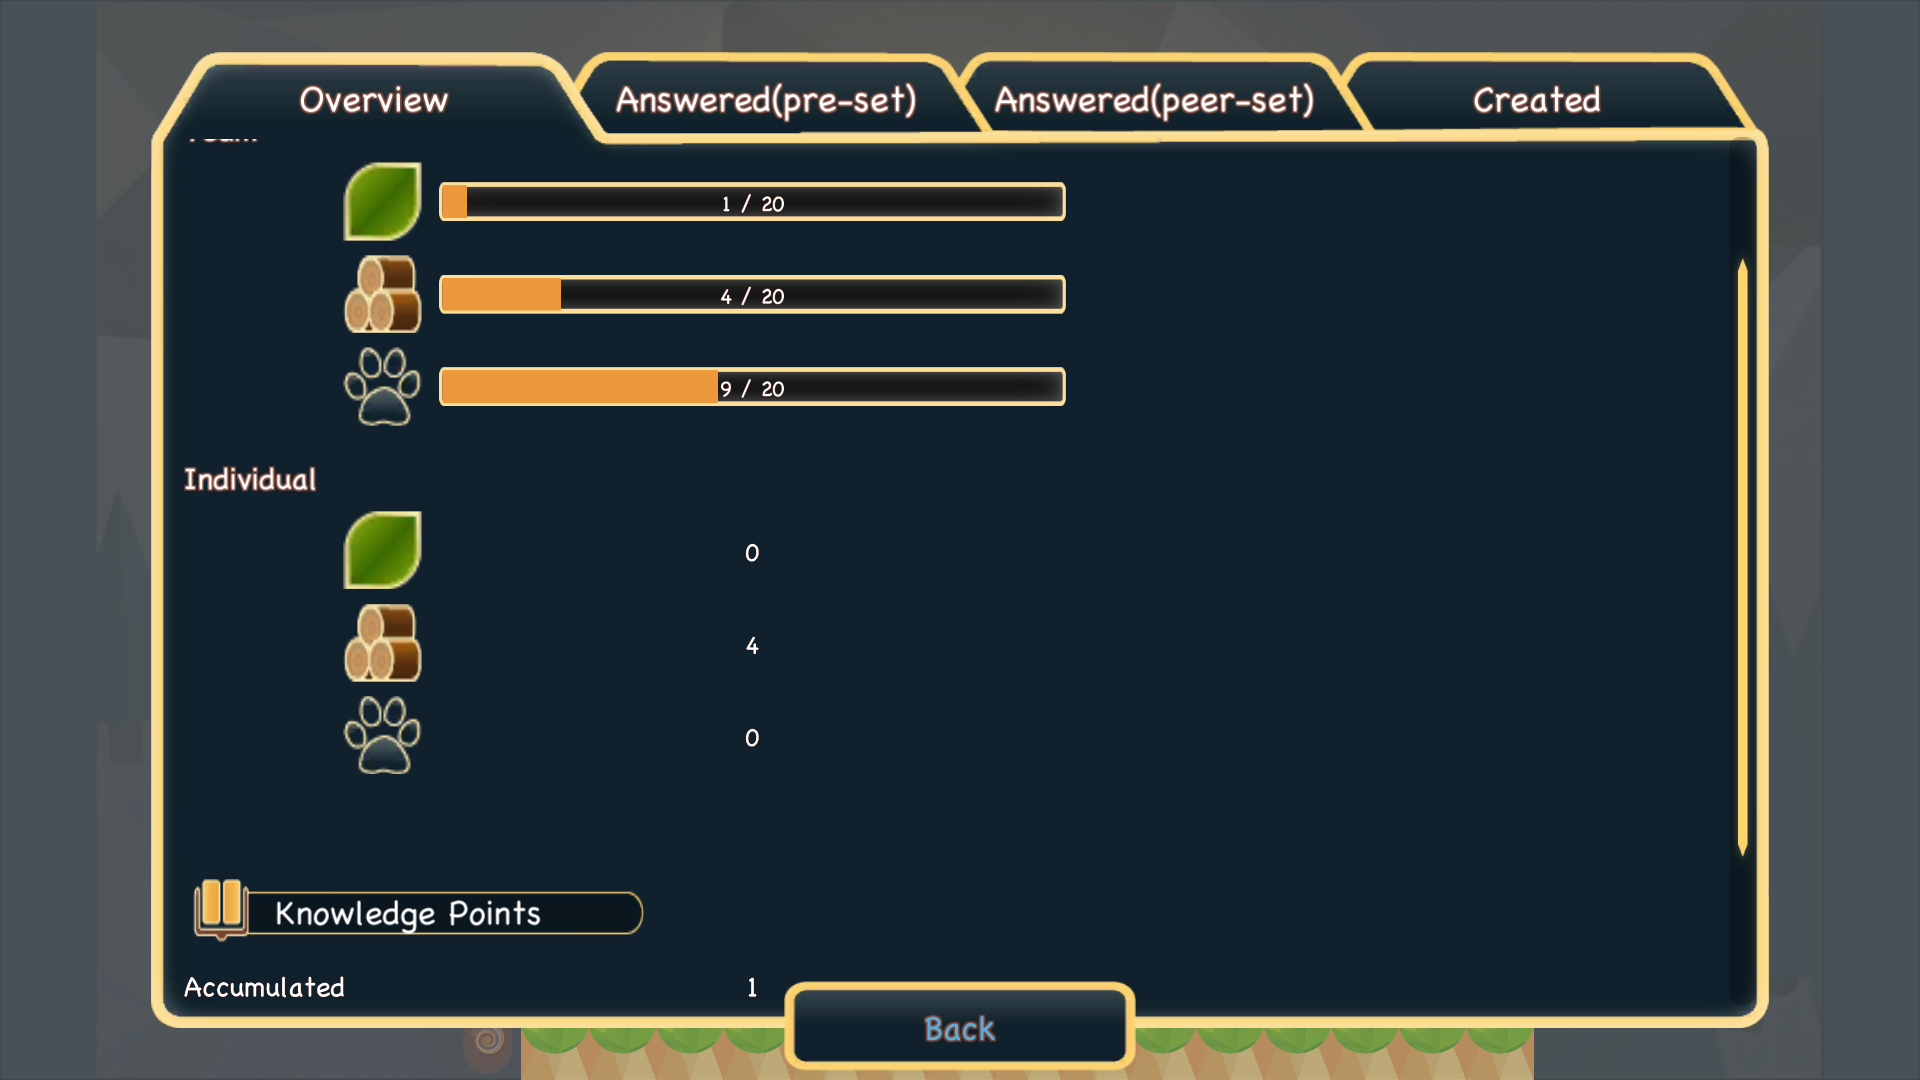 Overview
Answered(pre-set)
Answered(peer-set)
Created
1 / 20
4 / 20
9 / 20
Individual
0
4
0
Knowledge Points
Accumulated 1
Back